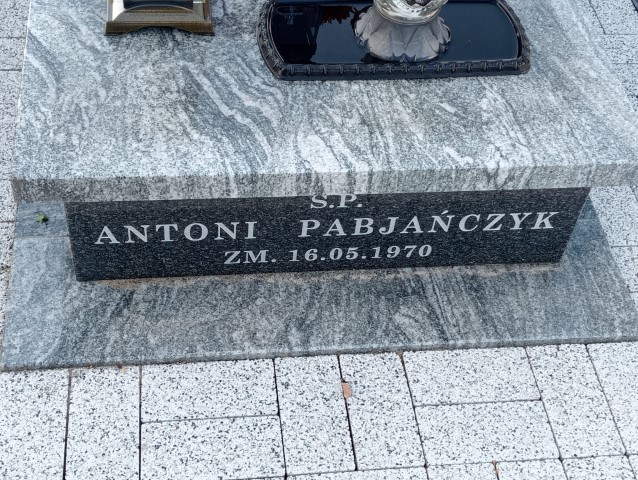 S.P.
ANTONI PABJAŃCZYK
ZM. 16.05.1970